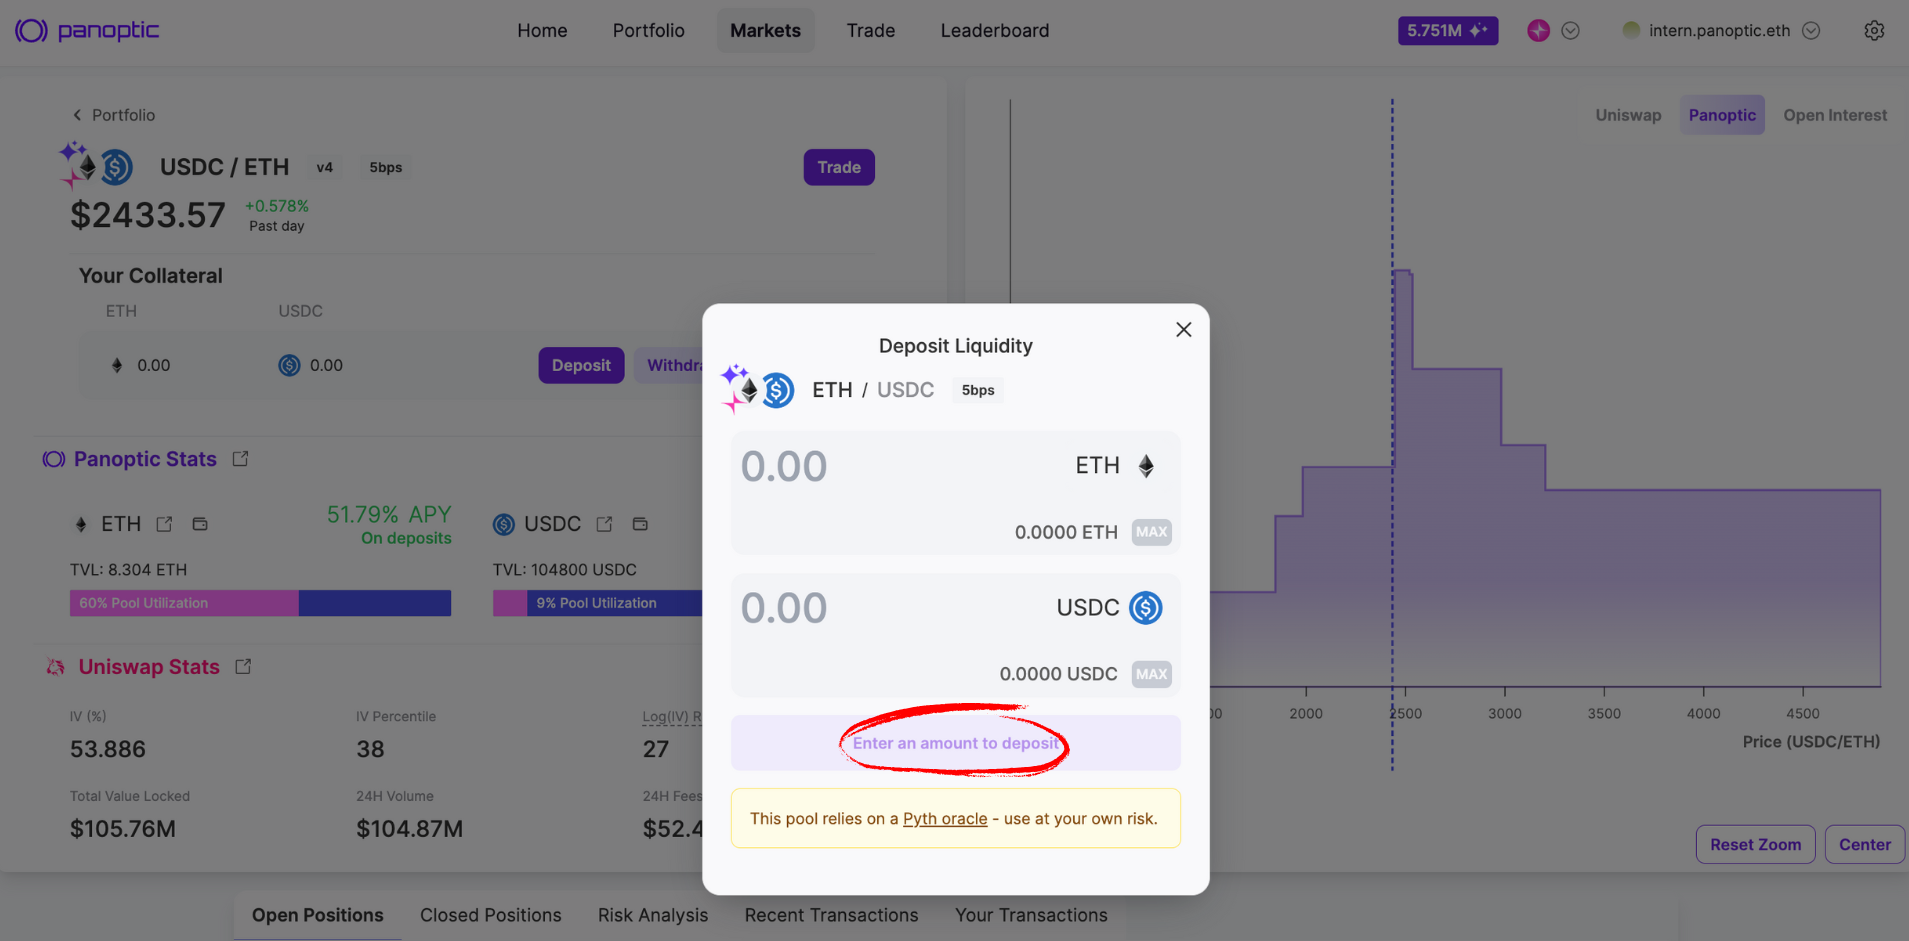 panoptic
Home Portfolio Markets Trade Leaderboard
5.751M
intern.panoptic.eth
Portfolio
USDC / ETH v4 5bps
Trade
$2433.57 +0.578%
Past day
Your Collateral
ETH USDC
0.00 0.00
Deposit
Panoptic Stats
ETH 51.79% APY
On deposits
TVL: 8.304 ETH
60% Pool Utilization
USDC
TVL: 104800 USDC
9% Pool Utilization
Uniswap Stats
IV (%) IV Percentile Log(IV)
53.886 38 27
Total Value Locked 24H Volume 24H Fees
$105.76M $104.87M
Deposit Liquidity
ETH / USDC 5bps
0.00 ETH
0.0000 ETH MAX
0.00 USDC
0.0000 USDC MAX
Enter an amount to deposit
This pool relies on a Pyth oracle - use at your own risk.
Uniswap Panoptic Open Interest
2000 2500 3000 3500 4000 4500
Price (USDC/ETH)
Reset Zoom Center
Open Positions Closed Positions Risk Analysis Recent Transactions Your Transactions